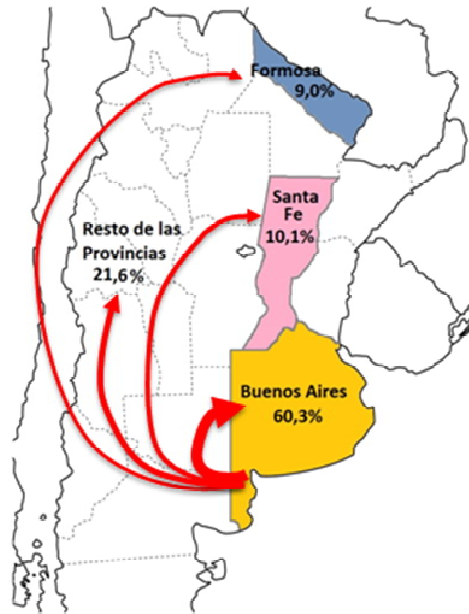 Formosa
9,0%
Santa
Fe
10,1%
Resto de las
Provincias
21,6%
Buenos Aires
60,3%